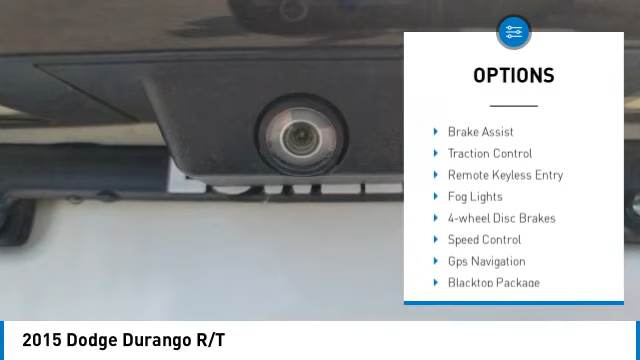 OPTIONS
Brake Assist
Traction Control
Remote Keyless Entry
Fog Lights
4-wheel Disc Brakes
Speed Control
Gps Navigation
Blacktop Package
2015 Dodge Durango R/T